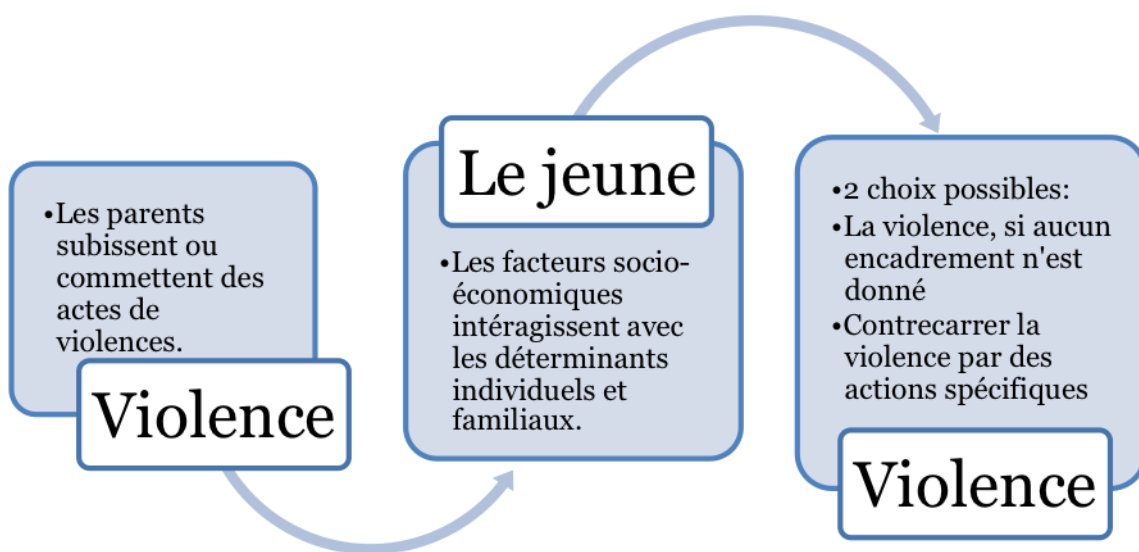 •Les parents
subissent ou
commettent des
actes de
violences.
Violence
Le jeune
•Les facteurs socio-
économiques
intéragissent avec
les déterminants
individuels et
familiaux.
•2 choix possibles:
•La violence, si aucun
encadrement n'est
donné
•Contrecarrer la
violence par des
actions spécifiques
Violence